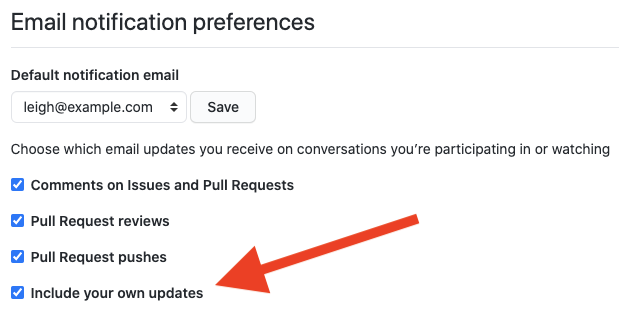 Email notification preferences
Default notification email
leigh@example.com Save
Choose which email updates you receive on conversations you’re participating in or watching
Comments on Issues and Pull Requests
Pull Request reviews
Pull Request pushes
Include your own updates